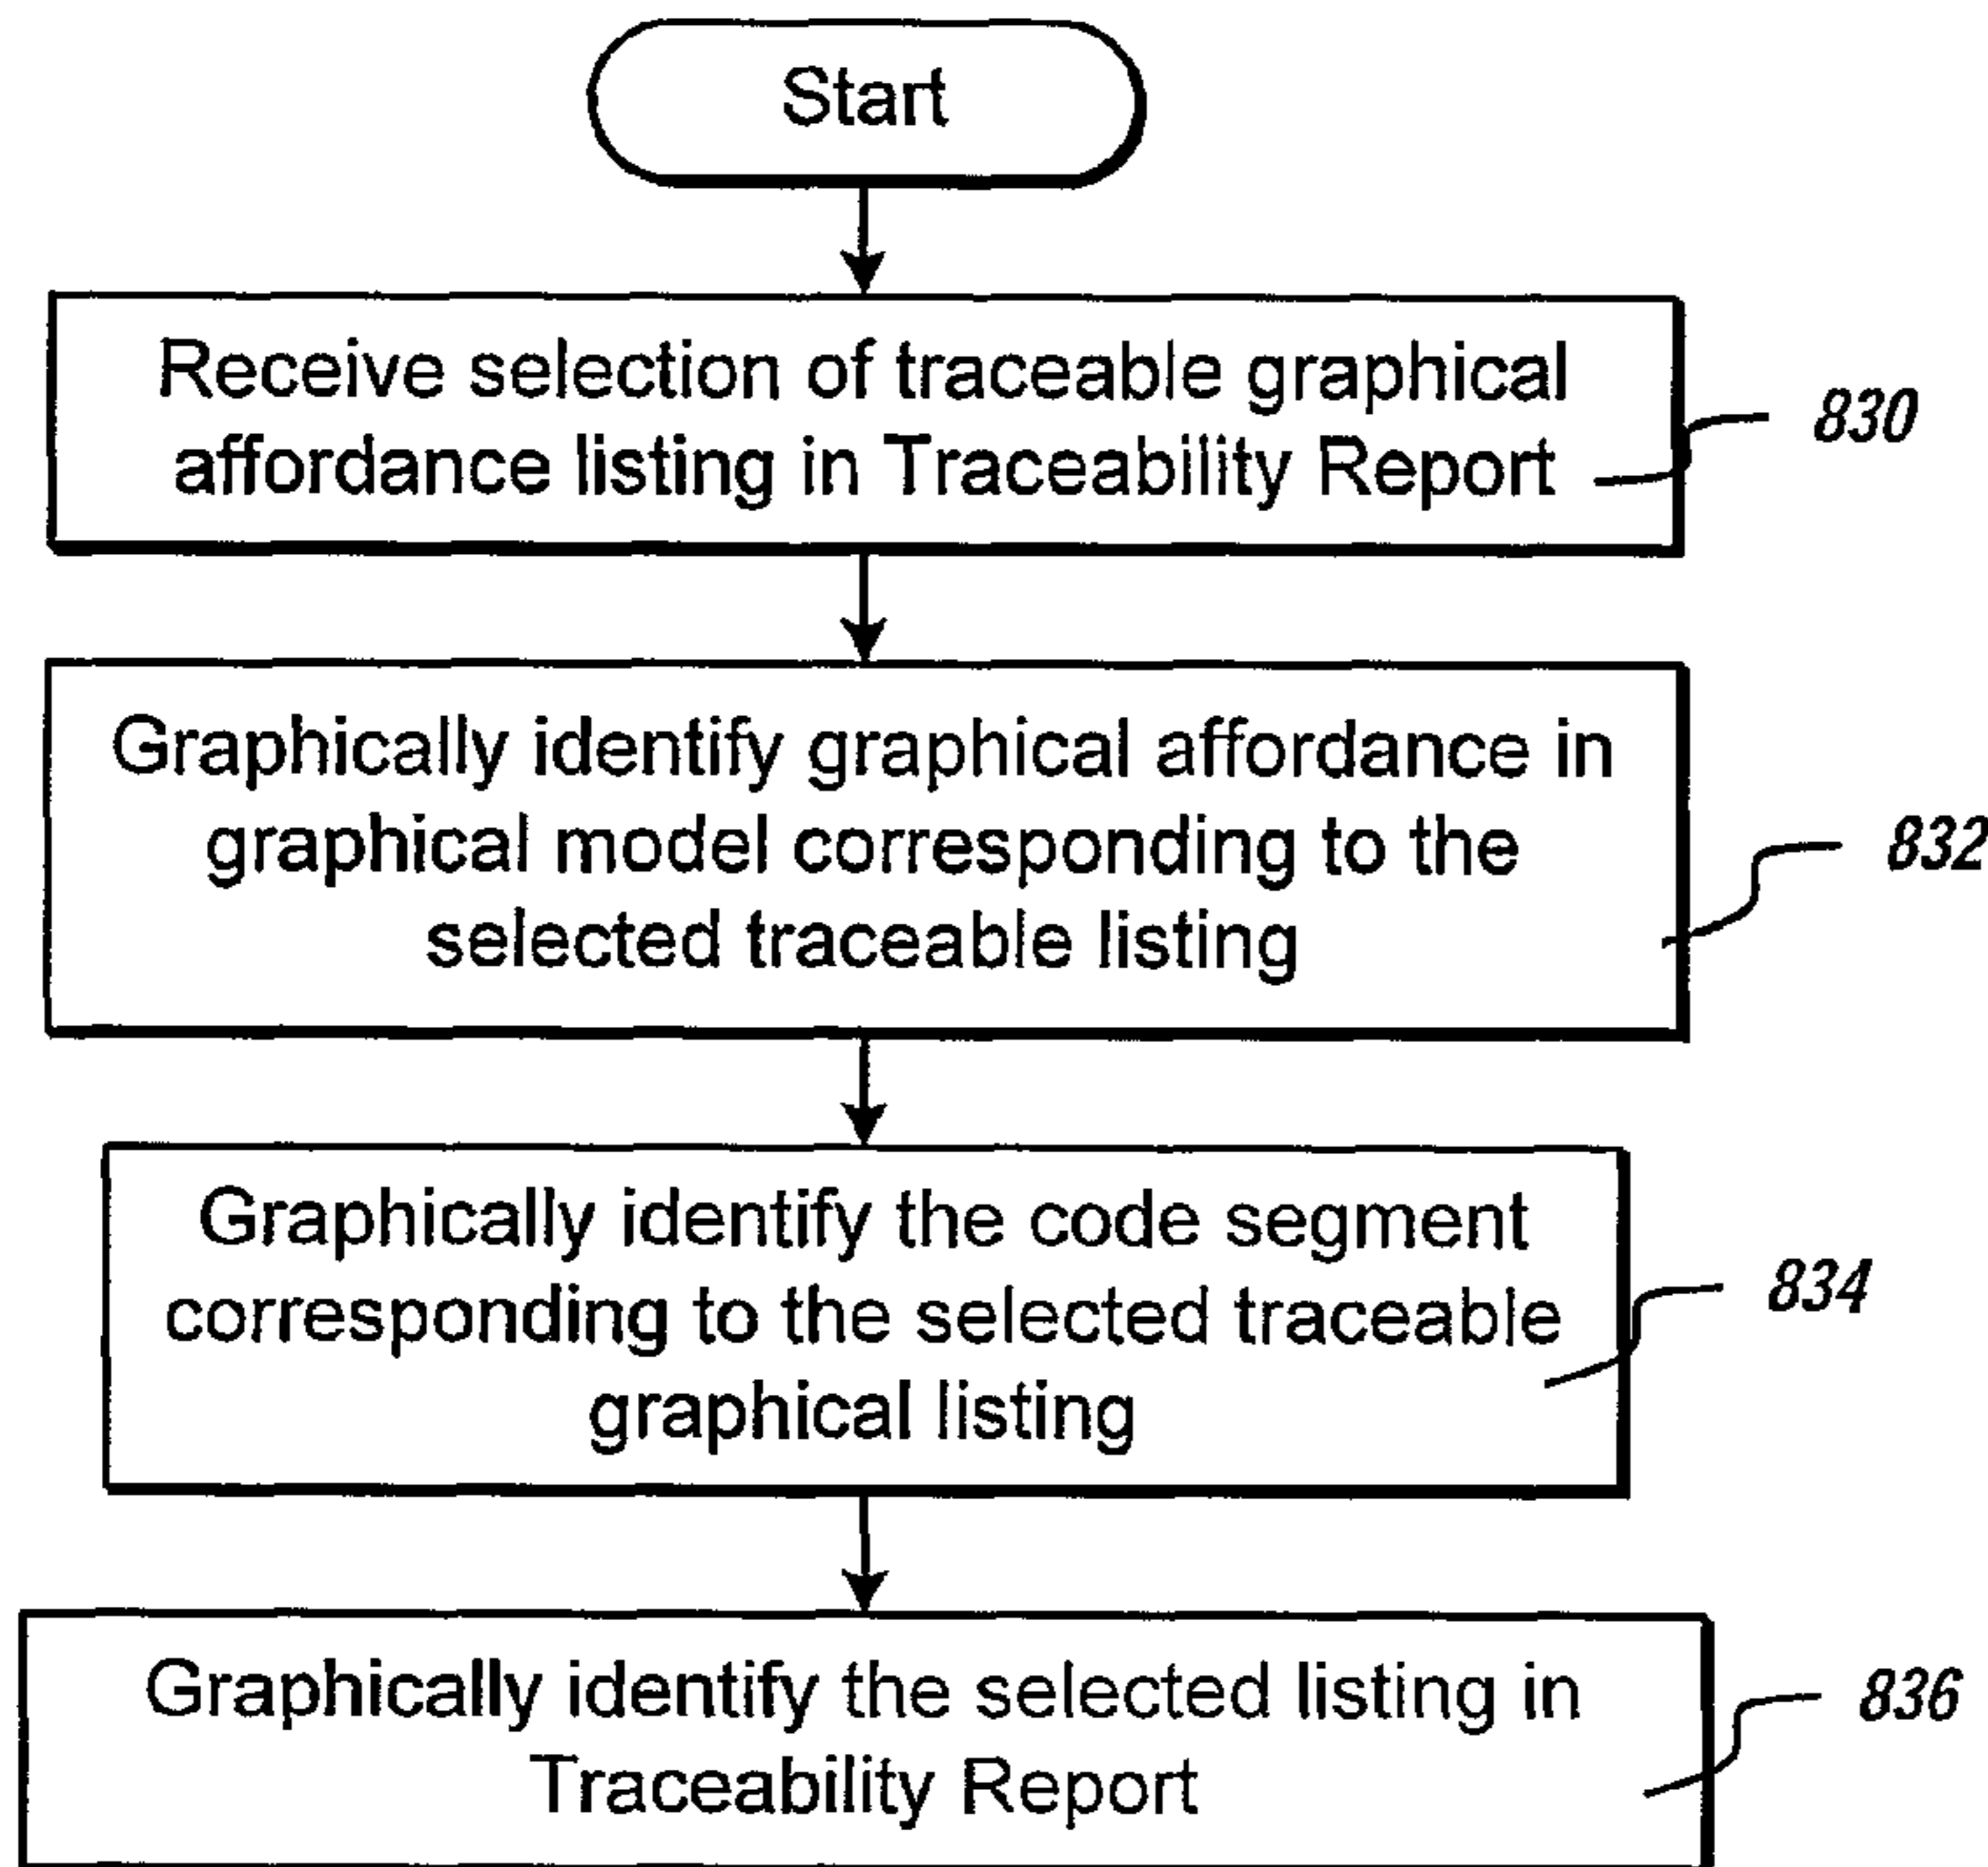 Start
Receive selection of traceable graphical
affordance listing in Traceability Report
830
Graphically identify graphical affordance in
graphical model corresponding to the
selected traceable listing
832
Graphically identify the code segment
corresponding to the selected traceable
graphical listing
834
Graphically identify the selected listing in
Traceability Report
836